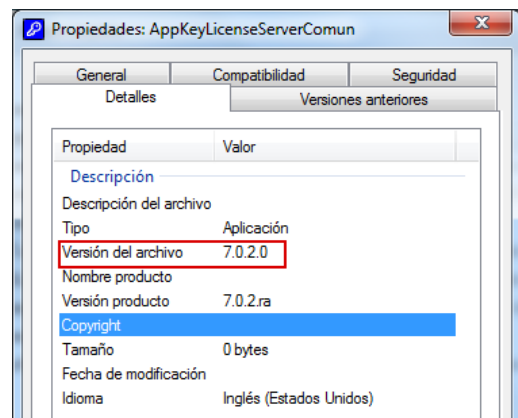 Propiedades: AppKeyLicenseServerComun
General Compatibilidad Seguridad
Detalles Versiones anteriores
Propiedad Valor
Descripción
Descripción del archivo
Tipo Aplicación
Versión del archivo 7.0.2.0
Nombre producto
Versión producto 7.0.2.ra
Copyright
Tamaño 0 bytes
Fecha de modificación
Idioma Inglés (Estados Unidos)